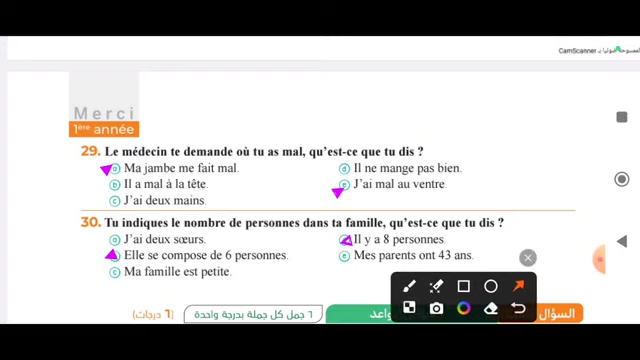 الممسوحة ضوئيا بـ CamScanner
Merci
1ère année
29. Le médecin te demande où tu as mal, qu'est-ce que tu dis ?
a Ma jambe me fait mal.
d Il ne mange pas bien.
b Il a mal à la tête.
e J'ai mal au ventre.
c J'ai deux mains.
30. Tu indiques le nombre de personnes dans ta famille, qu'est-ce que tu dis ?
a J'ai deux sœurs.
Il y a 8 personnes.
Elle se compose de 6 personnes.
e Mes parents ont 43 ans.
c Ma famille est petite.
السؤال
٦ جمل كل جملة بدرجة واحدة
(٦ درجات)